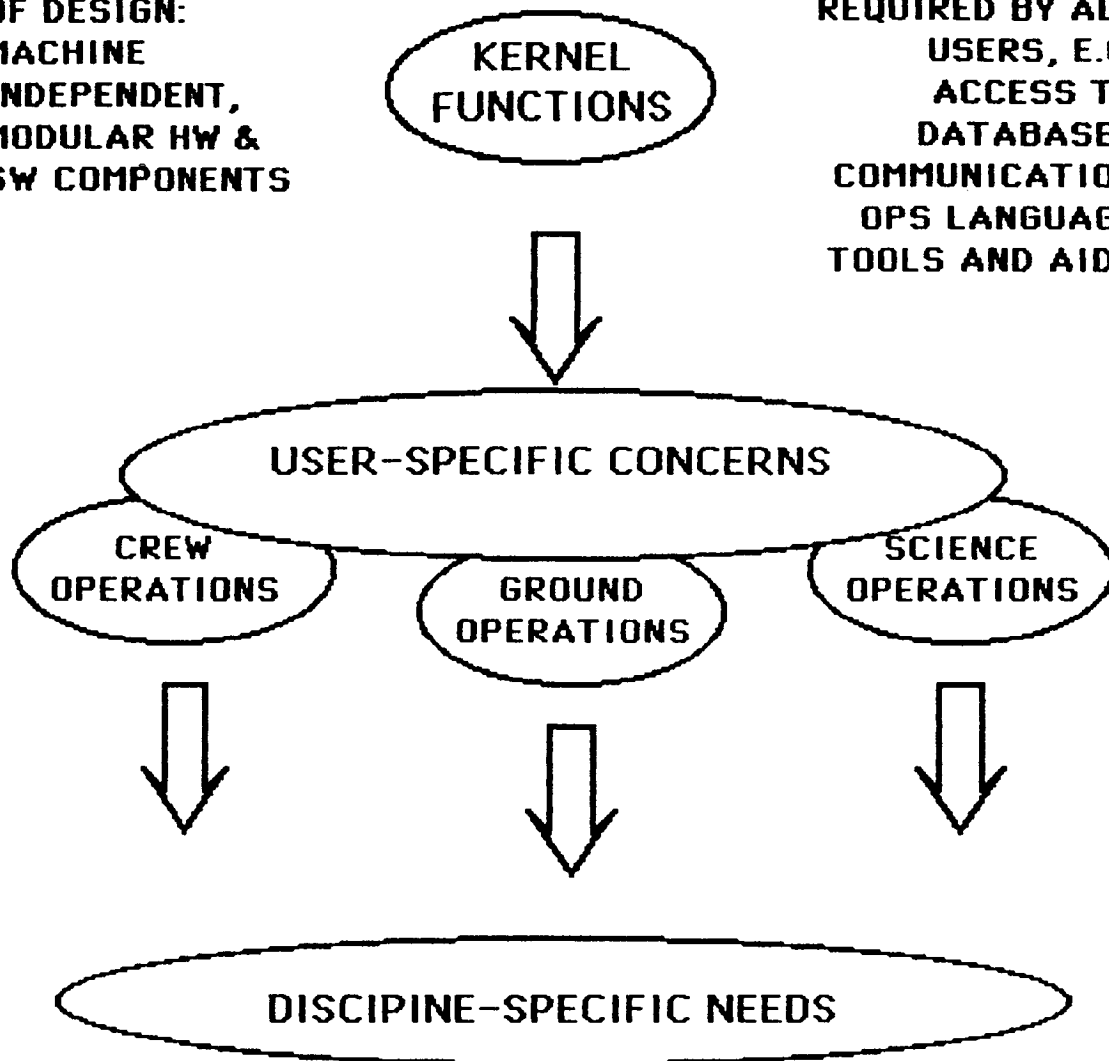 OF DESIGN:
MACHINE
INDEPENDENT,
MODULAR HW &
SW COMPONENTS
KERNEL
FUNCTIONS
REQUIRED BY AL
USERS, E.G
ACCESS T
DATABASE
COMMUNICATIO
OPS LANGUAG
TOOLS AND AID
USER-SPECIFIC CONCERNS
CREW
OPERATIONS
GROUND
OPERATIONS
SCIENCE
OPERATIONS
DISCIPINE-SPECIFIC NEEDS